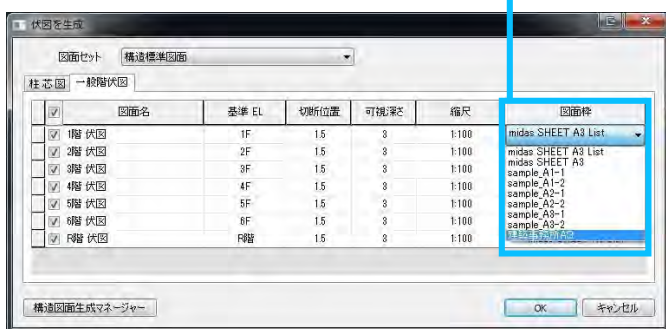 伏図を生成
図面セット 構造標準図面
柱芯図 一般階伏図
図面名 基準 EL 切断位置 可視深さ 縮尺 図面枠
1階 伏図 1F 1.5 3 1:100 midas SHEET A3 List
2階 伏図 2F 1.5 3 1:100 midas SHEET A3 List
3階 伏図 3F 1.5 3 1:100 midas SHEET A3
sample_A1-1
4階 伏図 4F 1.5 3 1:100 sample_A1-2
sample_A2-1
5階 伏図 5F 1.5 3 1:100 sample_A2-2
6階 伏図 6F 1.5 3 1:100 sample_A3-1
sample_A3-2
R階 伏図 R階 1.5 3 1:100
構造図面生成マネージャー OK キャンセル